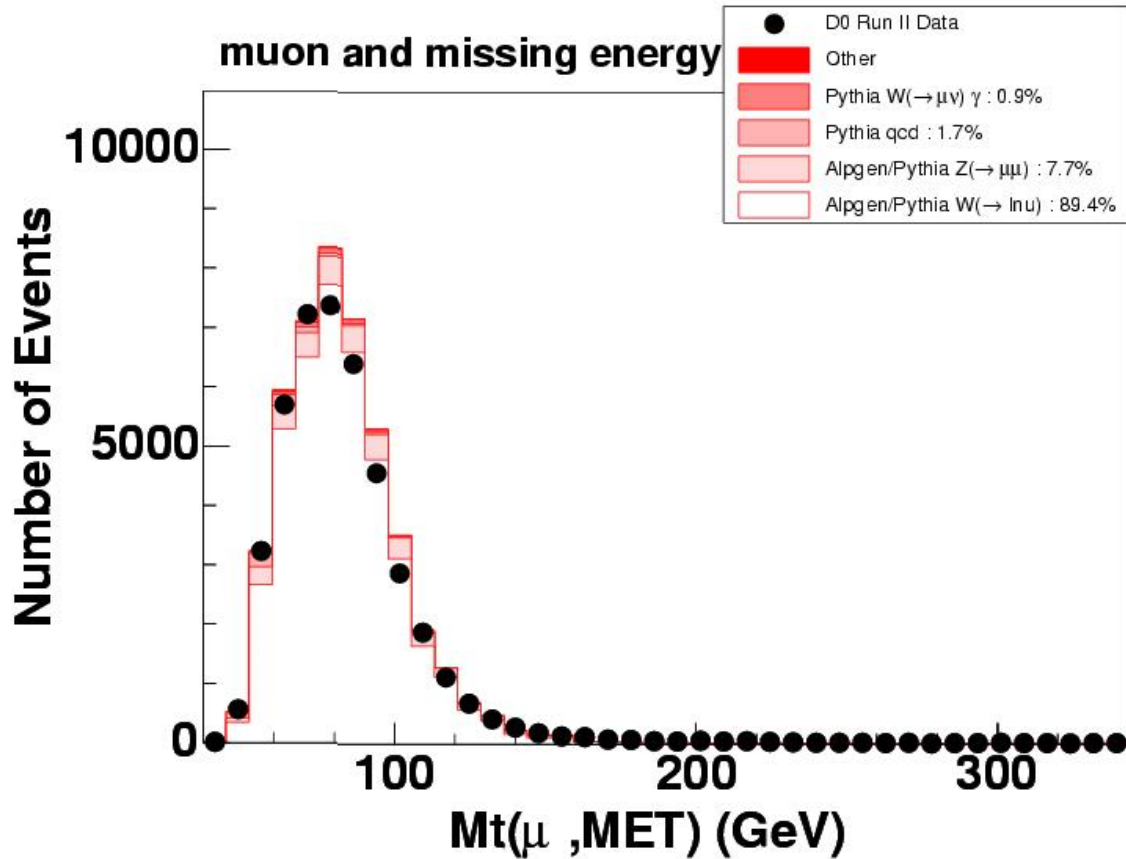 muon and missing energy
D0 Run II Data
Other
Pythia W(→μν) γ : 0.9%
Pythia qcd : 1.7%
Alpgen/Pythia Z(→μμ) : 7.7%
Alpgen/Pythia W(→ lnu) : 89.4%
Number of Events
10000
5000
0
100
200
300
Mt(μ ,MET) (GeV)